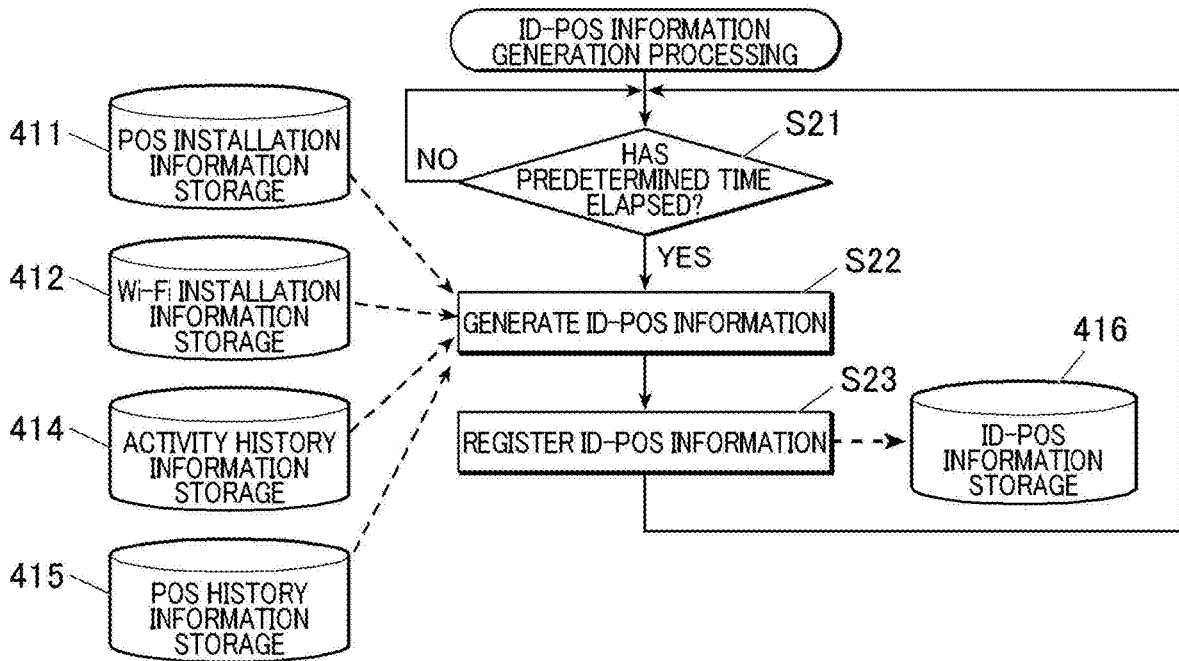 ID-POS INFORMATION
GENERATION PROCESSING
411
POS INSTALLATION
INFORMATION
STORAGE
S21
NO
HAS
PREDETERMINED TIME
ELAPSED?
YES
412
Wi-Fi INSTALLATION
INFORMATION
STORAGE
S22
GENERATE ID-POS INFORMATION
414
ACTIVITY HISTORY
INFORMATION
STORAGE
S23
REGISTER ID-POS INFORMATION
416
ID-POS
INFORMATION
STORAGE
415
POS HISTORY
INFORMATION
STORAGE